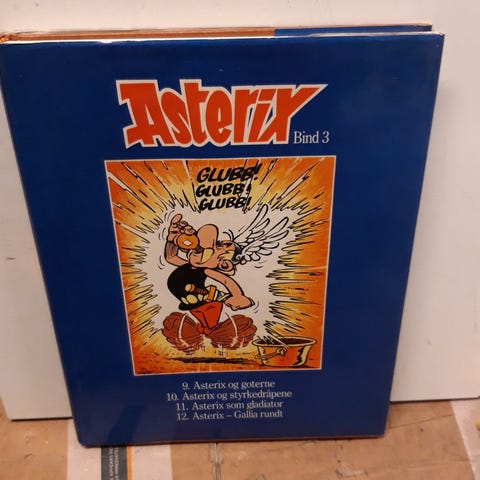 Asterix
Bind 3
GLUBB!
GLUBB!
GLUBB!
9. Asterix og goterne
10. Asterix og styrkedråpene
11. Asterix som gladiator
12. Asterix – Gallia rundt